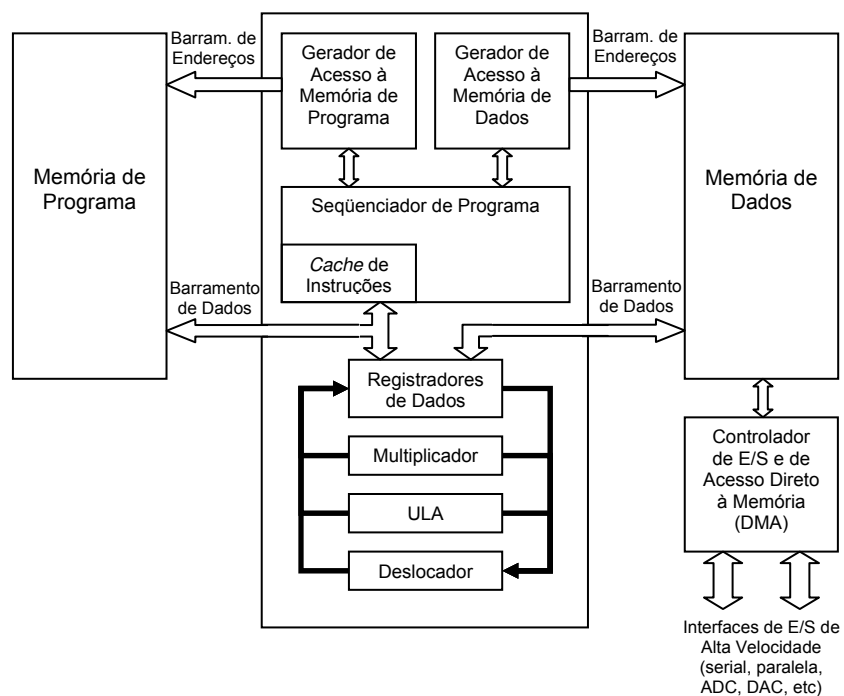 Memória de
Programa
Barram. de
Endereços
Gerador de
Acesso à
Memória de
Programa
Gerador de
Acesso à
Memória de
Dados
Barram. de
Endereços
Memória de
Dados
Seqüenciador de Programa
Cache de
Instruções
Barramento
de Dados
Barramento
de Dados
Registradores
de Dados
Multiplicador
ULA
Deslocador
Controlador
de E/S e de
Acesso Direto
à Memória
(DMA)
Interfaces de E/S de
Alta Velocidade
(serial, paralela,
ADC, DAC, etc)